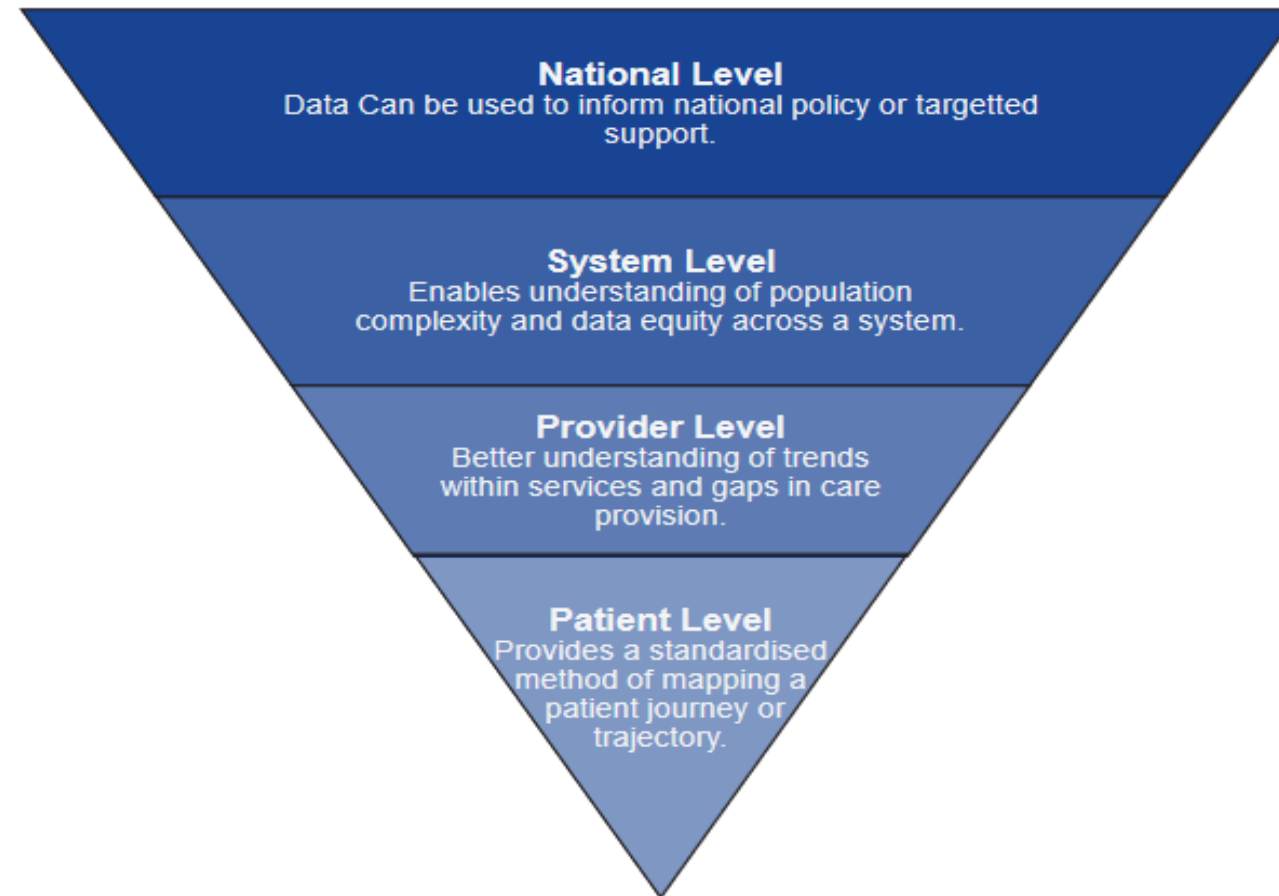 National Level
Data Can be used to inform national policy or targetted
support.
System Level
Enables understanding of population
complexity and data equity across a system.
Provider Level
Better understanding of trends
within services and gaps in care
provision.
Patient Level
Provides a standardised
method of mapping a
patient journey or
trajectory.